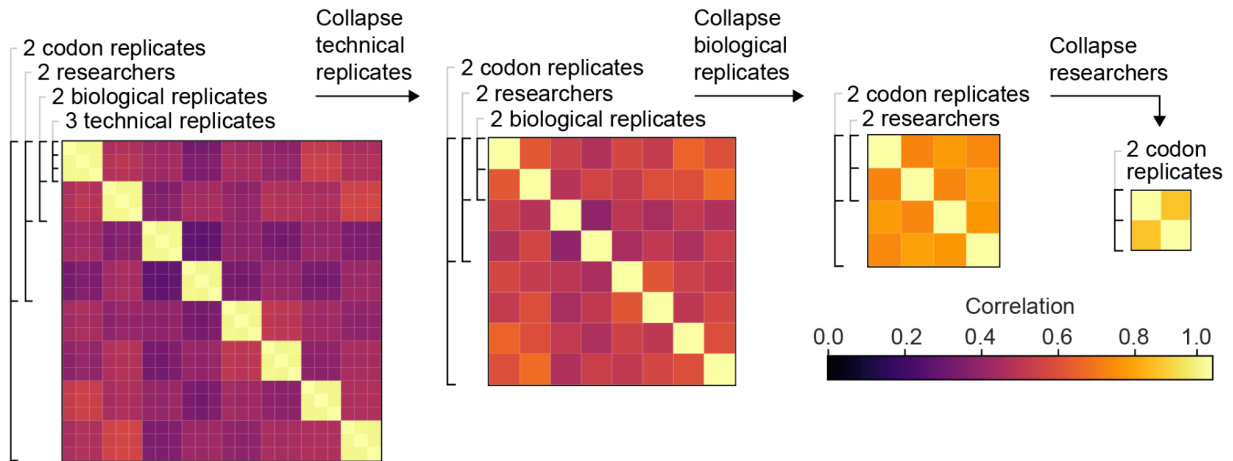 2 codon replicates
2 researchers
2 biological replicates
3 technical replicates
Collapse
technical
replicates
2 codon replicates
2 researchers
2 biological replicates
Collapse
biological
replicates
2 codon replicates
2 researchers
Collapse
researchers
2 codon
replicates
Correlation
0.0 0.2 0.4 0.6 0.8 1.0